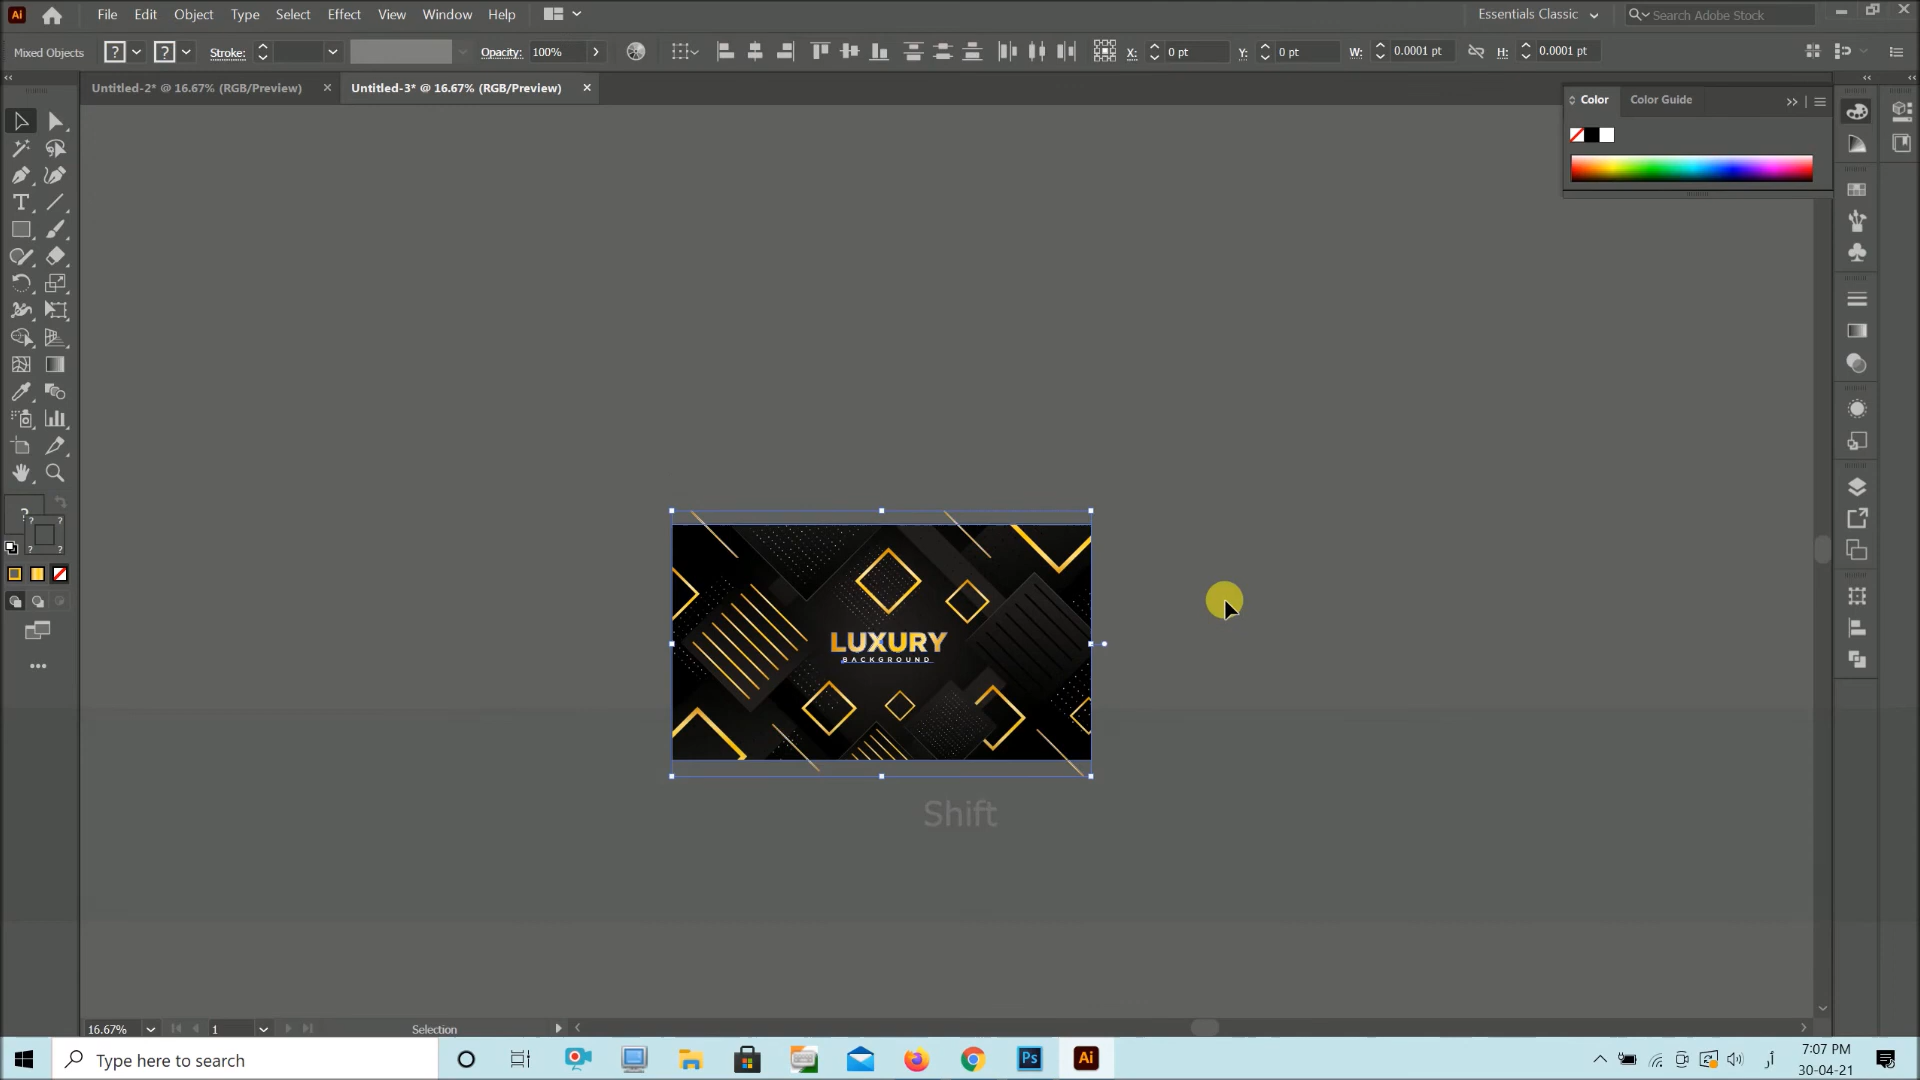 Ai File Edit Object Type Select Effect View Window Help Essentials Classic Search Adobe Stock
Mixed Objects ? ? Stroke: Opacity: 100% X: 0 pt Y: 0 pt W: 0.0001 pt H: 0.0001 pt
Untitled-2* @ 16.67% (RGB/Preview) × Untitled-3* @ 16.67% (RGB/Preview) ×
Color Color Guide
T
?
? ?
? ?
LUXURY
BACKGROUND
Shift
16.67% 1 Selection
Type here to search Ps Ai 7:07 PM
30-04-21